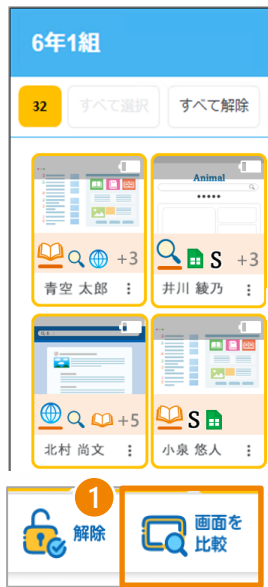 6年1組
32 すべて選択 すべて解除
Animal
S
+3 +3
青空 太郎 井川 綾乃
+5 S
北村 尚文 小泉 悠人
1
解除 画面を
比較